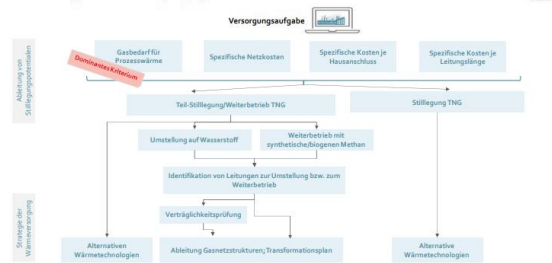 Versorgungsaufgabe
Ableitung von
Stilllegungspotentialen
Gasbedarf für
Prozesswärme
Dominantes Kriterium
Spezifische Netzkosten
Spezifische Kosten je
Hausanschluss
Spezifische Kosten je
Leitungslänge
Teil-Stilllegung/Weiterbetrieb TNG
Stilllegung TNG
Umstellung auf Wasserstoff
Weiterbetrieb mit
synthetische/biogenen Methan
Identifikation von Leitungen zur Umstellung bzw. zum
Weiterbetrieb
Strategie der
Wärmeversorgung
Verträglichkeitsprüfung
Alternativen
Wärmetechnologien
Ableitung Gasnetzstrukturen; Transformationsplan
Alternative
Wärmetechnologien